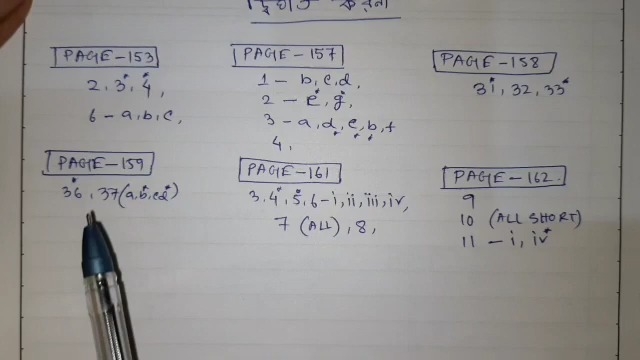 PAGE-153
2, 3*, 4*,
6 - a, b, c,
PAGE-157
1 - b, c, d,
2 - e*, g*,
3 - a, d*, e*, b*, f
4,
PAGE-158
31*, 32, 33*
PAGE-159
36*, 37(a, b*, c d*)
PAGE-161
3, 4*, 5*, 6-i, ii, iii, iv,
7 (ALL), 8,
PAGE-162
9
10 (ALL SHORT)
11 - i, iv*